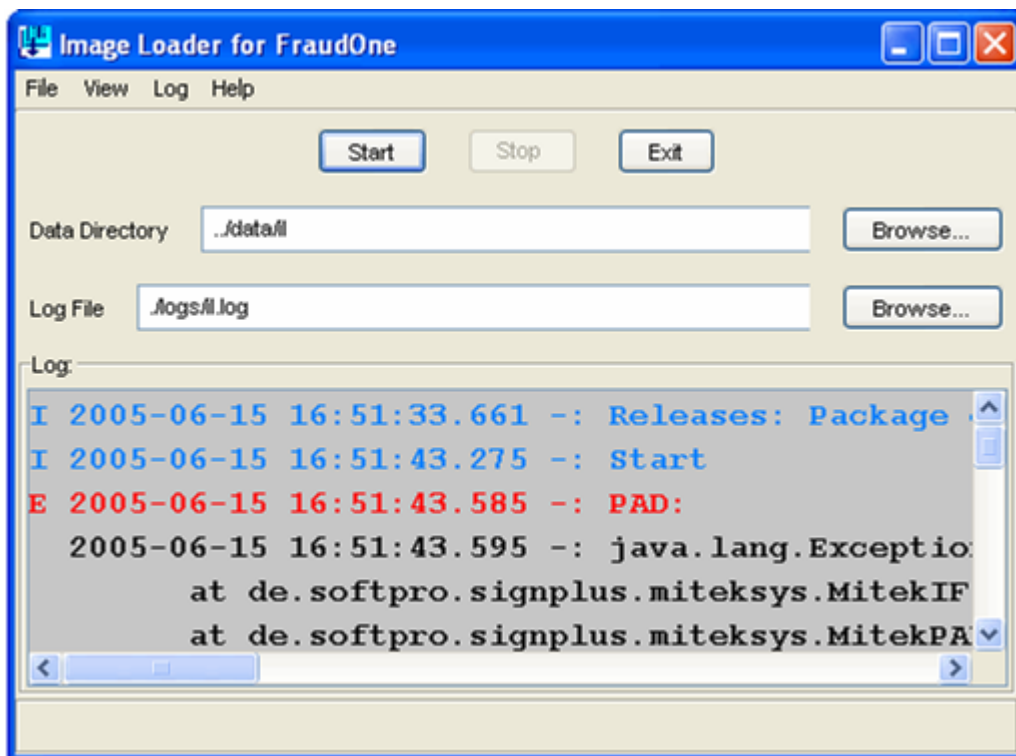 Image Loader for FraudOne
File View Log Help
Start Stop Exit
Data Directory ../data/il Browse...
Log File ./logs/il.log Browse...
Log:
I 2005-06-15 16:51:33.661 -: Releases: Package
I 2005-06-15 16:51:43.275 -: Start
E 2005-06-15 16:51:43.585 -: PAD:
2005-06-15 16:51:43.595 -: java.lang.Exceptio
at de.softpro.signplus.miteksys.MitekIF
at de.softpro.signplus.miteksys.MitekPA